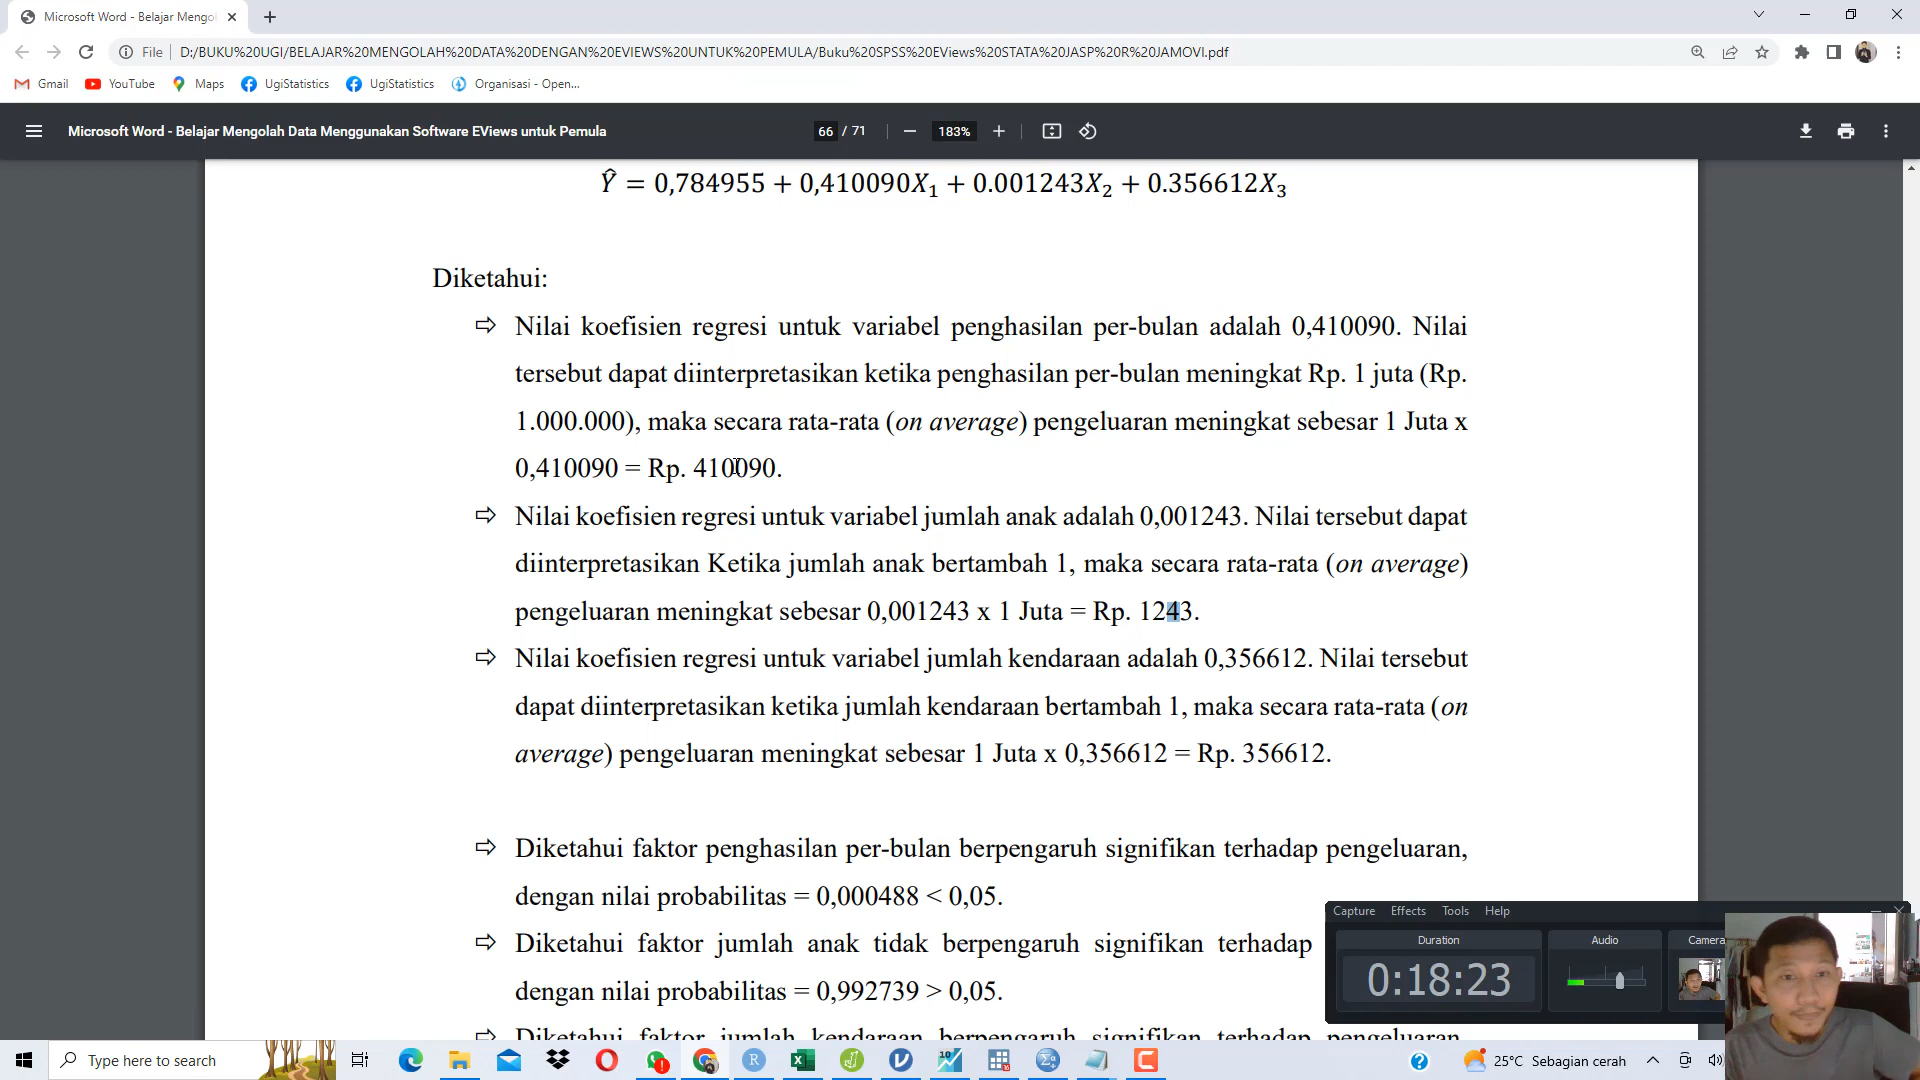 Microsoft Word - Belajar Mengol
File D:/BUKU%20UGI/BELAJAR%20MENGOLAH%20DATA%20DENGAN%20EVIEWS%20UNTUK%20PEMULA/Buku%20SPSS%20EViews%20STATA%20JASP%20R%20JAMOVI.pdf
Gmail YouTube Maps UgiStatistics UgiStatistics Organisasi - Open...
Microsoft Word - Belajar Mengolah Data Menggunakan Software EViews untuk Pemula 66 / 71 183%
Ŷ = 0,784955 + 0,410090X₁ + 0.001243X₂ + 0.356612X₃
Diketahui:
⇨ Nilai koefisien regresi untuk variabel penghasilan per-bulan adalah 0,410090. Nilai
tersebut dapat diinterpretasikan ketika penghasilan per-bulan meningkat Rp. 1 juta (Rp.
1.000.000), maka secara rata-rata (on average) pengeluaran meningkat sebesar 1 Juta x
0,410090 = Rp. 410090.
⇨ Nilai koefisien regresi untuk variabel jumlah anak adalah 0,001243. Nilai tersebut dapat
diinterpretasikan Ketika jumlah anak bertambah 1, maka secara rata-rata (on average)
pengeluaran meningkat sebesar 0,001243 x 1 Juta = Rp. 1243.
⇨ Nilai koefisien regresi untuk variabel jumlah kendaraan adalah 0,356612. Nilai tersebut
dapat diinterpretasikan ketika jumlah kendaraan bertambah 1, maka secara rata-rata (on
average) pengeluaran meningkat sebesar 1 Juta x 0,356612 = Rp. 356612.
⇨ Diketahui faktor penghasilan per-bulan berpengaruh signifikan terhadap pengeluaran,
dengan nilai probabilitas = 0,000488 < 0,05.
⇨ Diketahui faktor jumlah anak tidak berpengaruh signifikan terhadap
dengan nilai probabilitas = 0,992739 > 0,05.
⇨ Diketahui faktor jumlah kendaraan berpengaruh signifikan terhadap pengeluaran,
Capture Effects Tools Help
Duration Audio Camera
0:18:23
Type here to search
25°C Sebagian cerah